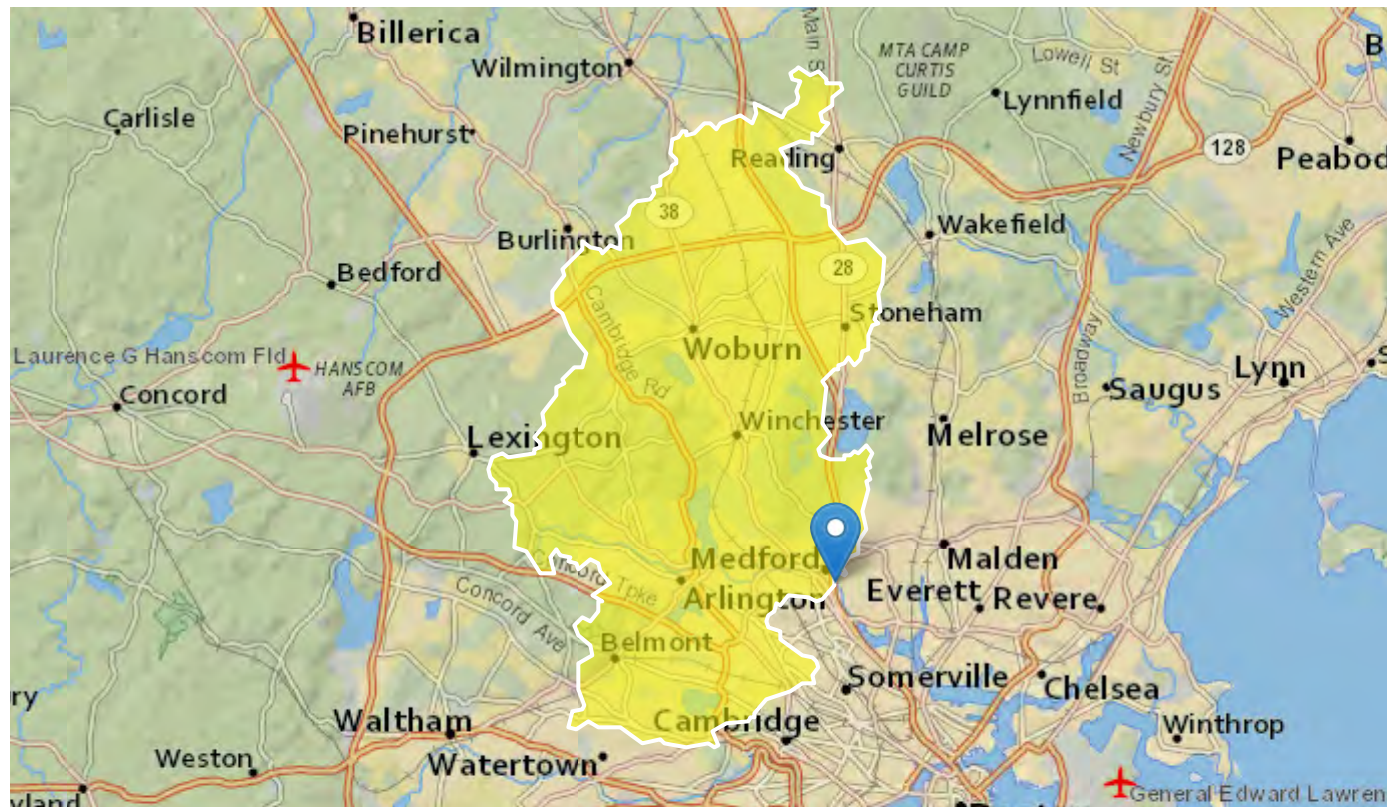 Billerica
Wilmington
Main S
MTA CAMP
CURTIS
GUILD
Lowell St
B
Carlisle
Pinehurst
Lynnfield
Newbury St
128
Reading
Peabod
38
Burlington
Wakefield
Western Ave
Bedford
28
Cambridge Rd
Stoneham
Woburn
Broadway
Laurence G Hanscom Fld
HANSCOM
AFB
Lynn
S
Concord
Saugus
Winchester
Lexington
Melrose
Medford
Malden
Concord Tpke
Arlington
Everett
Revere
Concord Ave
Belmont
Somerville
Chelsea
ry
Waltham
Cambridge
Winthrop
Weston
Watertown
yland
General Edward Lawren